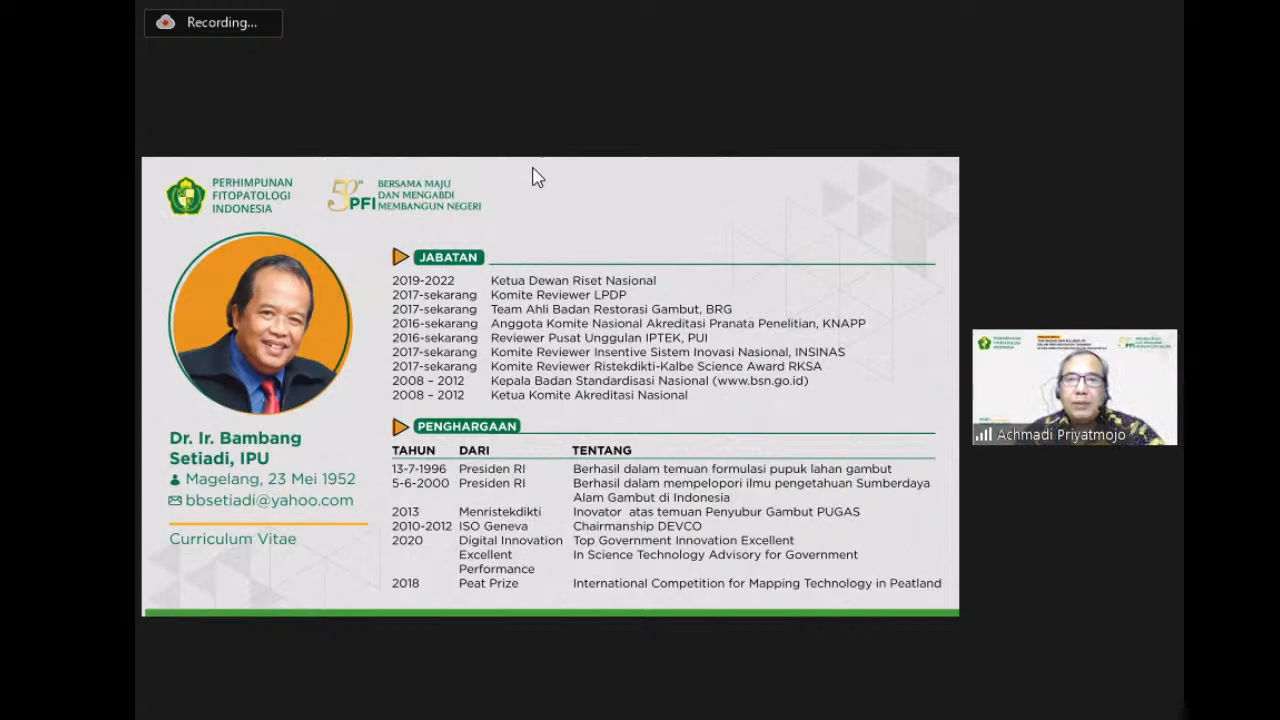 Recording...
PERHIMPUNAN
FITOPATOLOGI
INDONESIA
50th PFI
BERSAMA MAJU
DAN MENGABDI
MEMBANGUN NEGERI
JABATAN
2019-2022 Ketua Dewan Riset Nasional
2017-sekarang Komite Reviewer LPDP
2017-sekarang Team Ahli Badan Restorasi Gambut, BRG
2016-sekarang Anggota Komite Nasional Akreditasi Pranata Penelitian, KNAPP
2016-sekarang Reviewer Pusat Unggulan IPTEK, PUI
2017-sekarang Komite Reviewer Insentive Sistem Inovasi Nasional, INSINAS
2017-sekarang Komite Reviewer Ristekdikti-Kalbe Science Award RKSA
2008 – 2012 Kepala Badan Standardisasi Nasional (www.bsn.go.id)
2008 – 2012 Ketua Komite Akreditasi Nasional
Dr. Ir. Bambang
Setiadi, IPU
Magelang, 23 Mei 1952
bbsetiadi@yahoo.com
Curriculum Vitae
PENGHARGAAN
TAHUN DARI TENTANG
13-7-1996 Presiden RI Berhasil dalam temuan formulasi pupuk lahan gambut
5-6-2000 Presiden RI Berhasil dalam mempelopori ilmu pengetahuan Sumberdaya
Alam Gambut di Indonesia
2013 Menristekdikti Inovator atas temuan Penyubur Gambut PUGAS
2010-2012 ISO Geneva Chairmanship DEVCO
2020 Digital Innovation Top Government Innovation Excellent
Excellent In Science Technology Advisory for Government
Performance
2018 Peat Prize International Competition for Mapping Technology in Peatland
PERHIMPUNAN
FITOPATOLOGI
INDONESIA
Achmadi Priyatmojo